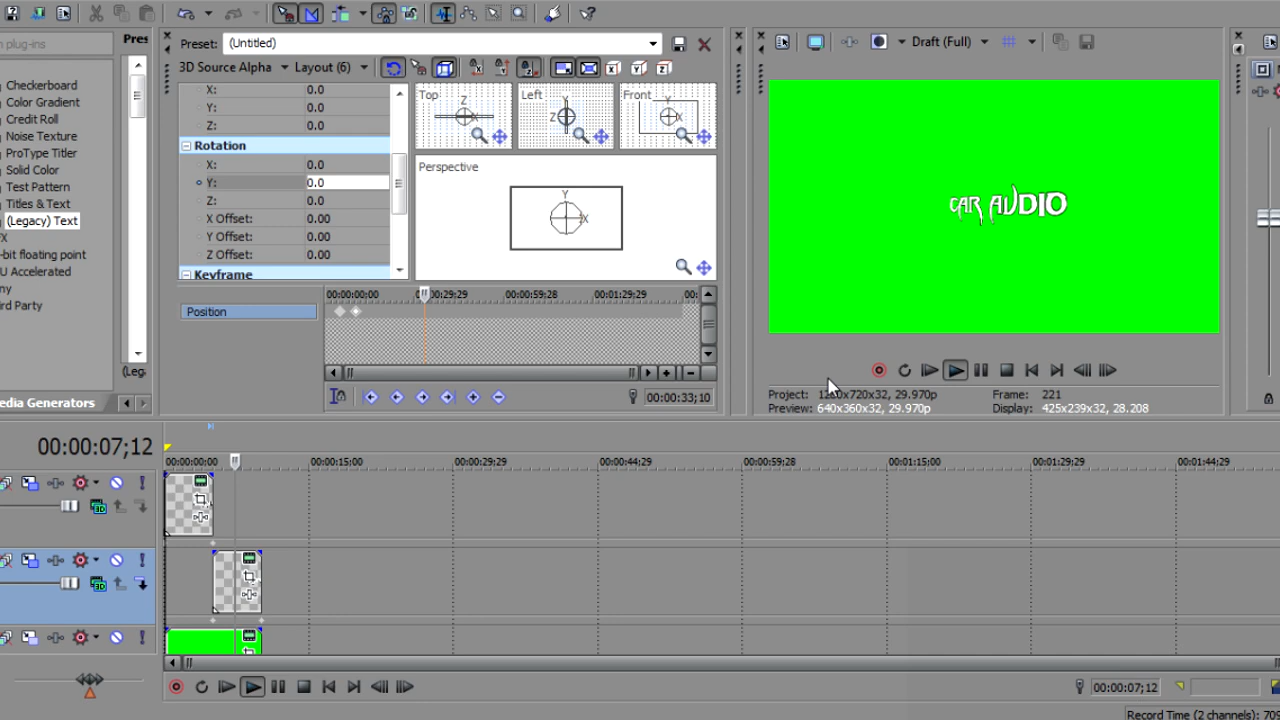 Preset: (Untitled)
3D Source Alpha Layout (6)
plug-ins
Checkerboard
Color Gradient
Credit Roll
Noise Texture
ProType Titler
Solid Color
Test Pattern
Titles & Text
(Legacy) Text
X
-bit floating point
U Accelerated
ny
ird Party
edia Generators
Pres
(Leg
X: 0.0
Y: 0.0
Z: 0.0
Rotation
X: 0.0
Y: 0.0
Z: 0.0
X Offset: 0.00
Y Offset: 0.00
Z Offset: 0.00
Keyframe
Top
Z
X
Left
Y
Z
Front
Y
X
Perspective
Y
X
Position
00:00:00;00
00:29;29
00:00:59;28
00:01:29;29
00:
00:00:33;10
Draft (Full)
CAR AUDIO
Project: 1280x720x32, 29.970p
Preview: 640x360x32, 29.970p
Frame: 221
Display: 425x239x32, 28.208
00:00:07;12
00:00:00;00
00:00:15;00
00:00:29;29
00:00:44;29
00:00:59;28
00:01:15;00
00:01:29;29
00:01:44;29
00:00:07;12
Record Time (2 channels): 709